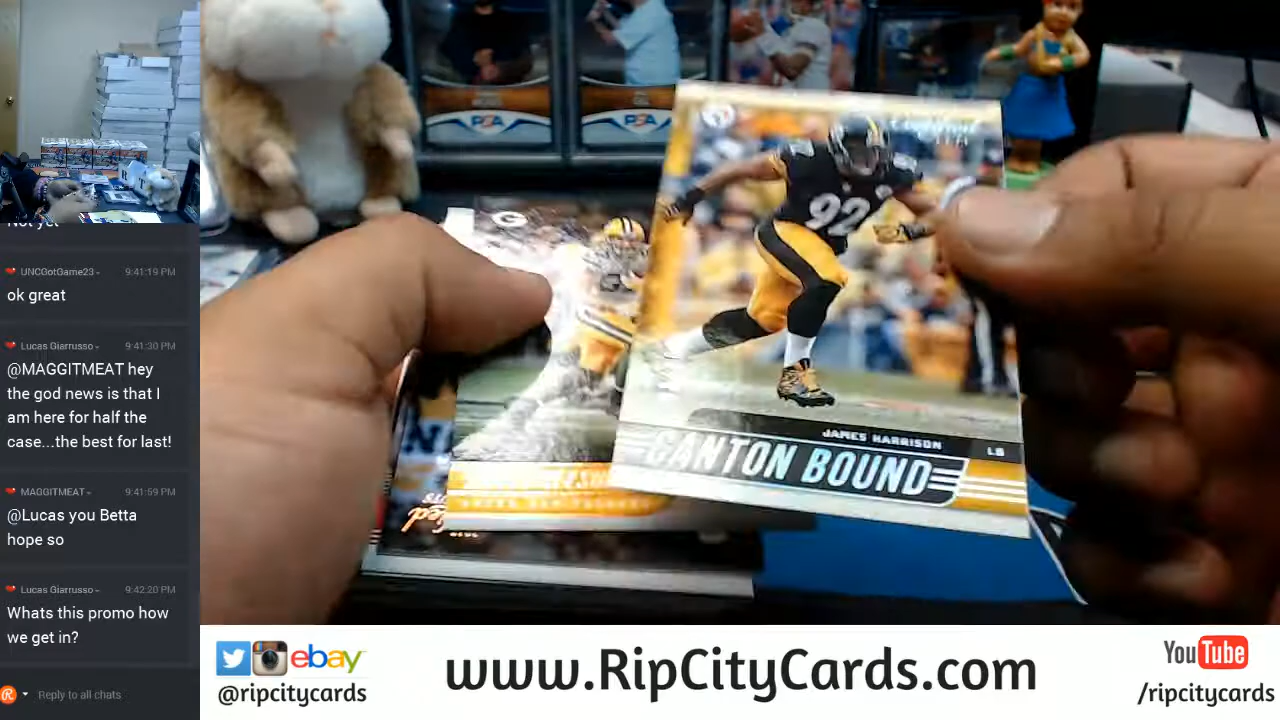 Not yet
UNCGotGame23
9:41:19 PM
ok great
Lucas Giarrusso
9:41:30 PM
@MAGGITMEAT hey
the god news is that I
am here for half the
case...the best for last!
MAGGITMEAT
9:41:59 PM
@Lucas you Betta
hope so
Lucas Giarrusso
9:42:20 PM
Whats this promo how
we get in?
Reply to all chats
PSA
PSA
92
JAMES HARRISON
LB
CANTON BOUND
G
ebay
@ripcitycards
www.RipCityCards.com
YouTube
/ripcitycards